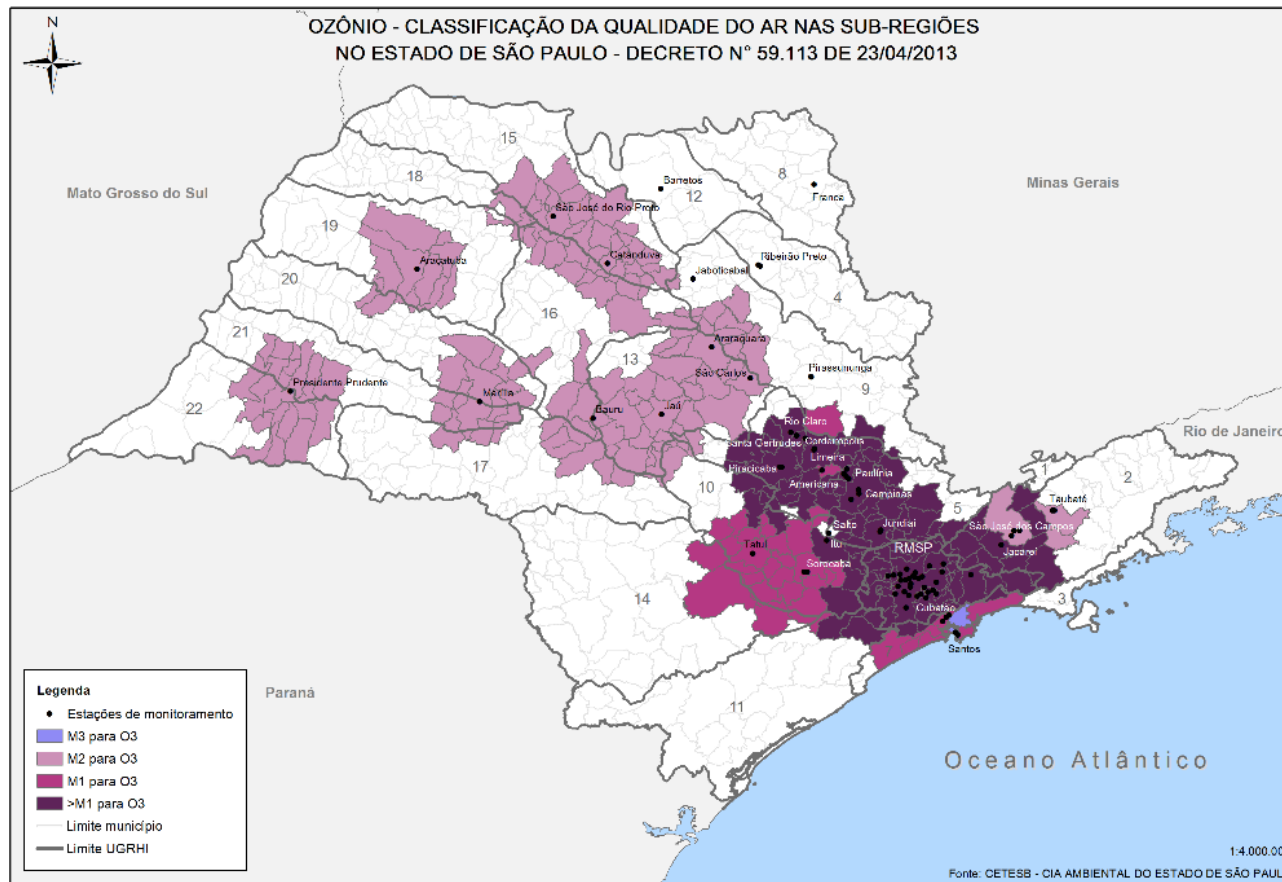 OZÔNIO - CLASSIFICAÇÃO DA QUALIDADE DO AR NAS SUB-REGIÕES
NO ESTADO DE SÃO PAULO - DECRETO N° 59.113 DE 23/04/2013
N
Mato Grosso do Sul
Minas Gerais
Rio de Janeiro
Paraná
Oceano Atlântico
15
18
8
12
Barretos
Franca
São José do Rio Preto
19
Araçatuba
Catanduva
Jaboticabal
Ribeirão Preto
20
16
4
21
13
Araraquara
São Carlos
Pirassununga
9
22
Presidente Prudente
Marília
Bauru
Jaú
17
10
Rio Claro
Santa Gertrudes
Cordeirópolis
Limeira
Piracicaba
Paulínia
Americana
Campinas
5
1
2
Taubaté
São José dos Campos
Jacareí
Salto
Itu
Jundiaí
Tatuí
RMSP
Sorocaba
14
3
Cubatão
Santos
11
Legenda
Estações de monitoramento
M3 para O3
M2 para O3
M1 para O3
>M1 para O3
Limite município
Limite UGRHI
1:4.000.00
Fonte: CETESB - CIA AMBIENTAL DO ESTADO DE SÃO PAUL